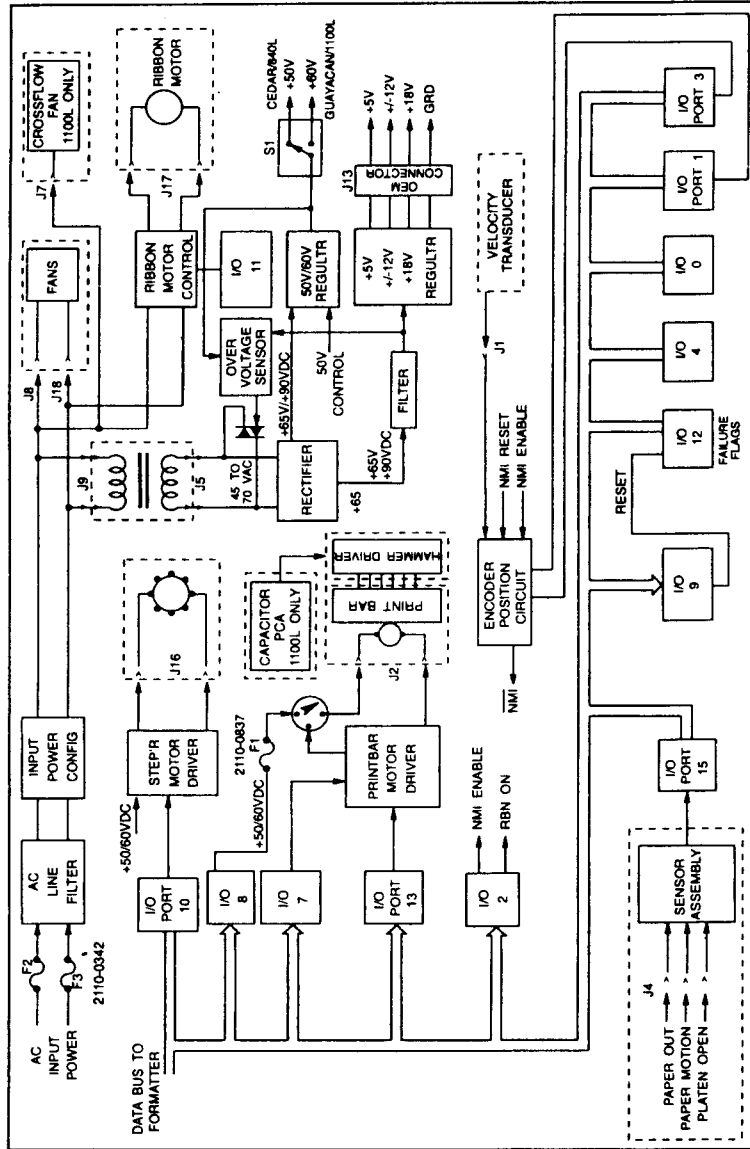 AC
INPUT
POWER
F2
F3
2110-0342
AC
LINE
FILTER
INPUT
POWER
CONFIG
J8
J18
FANS
J7
CROSSFLOW
FAN
1100L ONLY
J9
J5
RIBBON
MOTOR
CONTROL
J17
RIBBON
MOTOR
I/O
11
DATA BUS TO
FORMATTER
+50/60VDC
I/O
PORT
10
STEP'R
MOTOR
DRIVER
J16
45 TO
70 VAC
OVER
VOLTAGE
SENSOR
+65V/+90VDC
RECTIFIER
+65
50V/60V
REGULTR
50V
CONTROL
S1
CEDAR/840L
+50V
+60V
GUAYACAN/1100L
+65V
+90VDC
FILTER
+5V
+/-12V
+18V
REGULTR
J13
OEM
CONNECTOR
+5V
+/-12V
+18V
GRD
I/O
8
+50/60VDC
2110-0837
F1
CAPACITOR
PCA
1100L ONLY
HAMMER DRIVER
PRINT BAR
J2
I/O
7
PRINTBAR
MOTOR
DRIVER
I/O
PORT
13
I/O
2
NMI ENABLE
RBN ON
NMI
ENCODER
POSITION
CIRCUIT
NMI RESET
NMI ENABLE
J1
VELOCITY
TRANSDUCER
J4
PAPER OUT
PAPER MOTION
PLATEN OPEN
SENSOR
ASSEMBLY
I/O
PORT
15
I/O
9
RESET
I/O
12
FAILURE
FLAGS
I/O
4
I/O
0
I/O
PORT 1
I/O
PORT 3